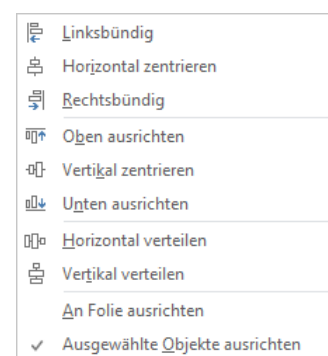 Linksbündig
Horizontal zentrieren
Rechtsbündig
Oben ausrichten
Vertikal zentrieren
Unten ausrichten
Horizontal verteilen
Vertikal verteilen
An Folie ausrichten
Ausgewählte Objekte ausrichten